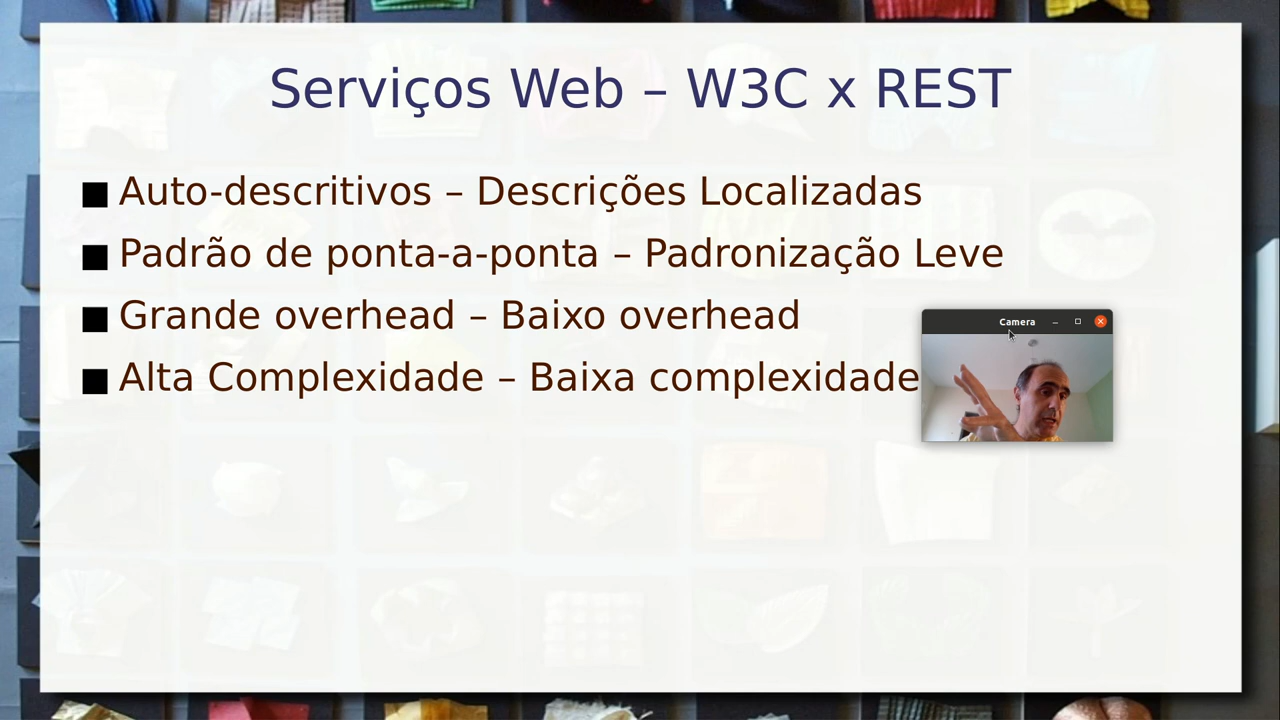 Serviços Web – W3C x REST
Auto-descritivos – Descrições Localizadas
Padrão de ponta-a-ponta – Padronização Leve
Grande overhead – Baixo overhead
Alta Complexidade – Baixa complexidade
Camera